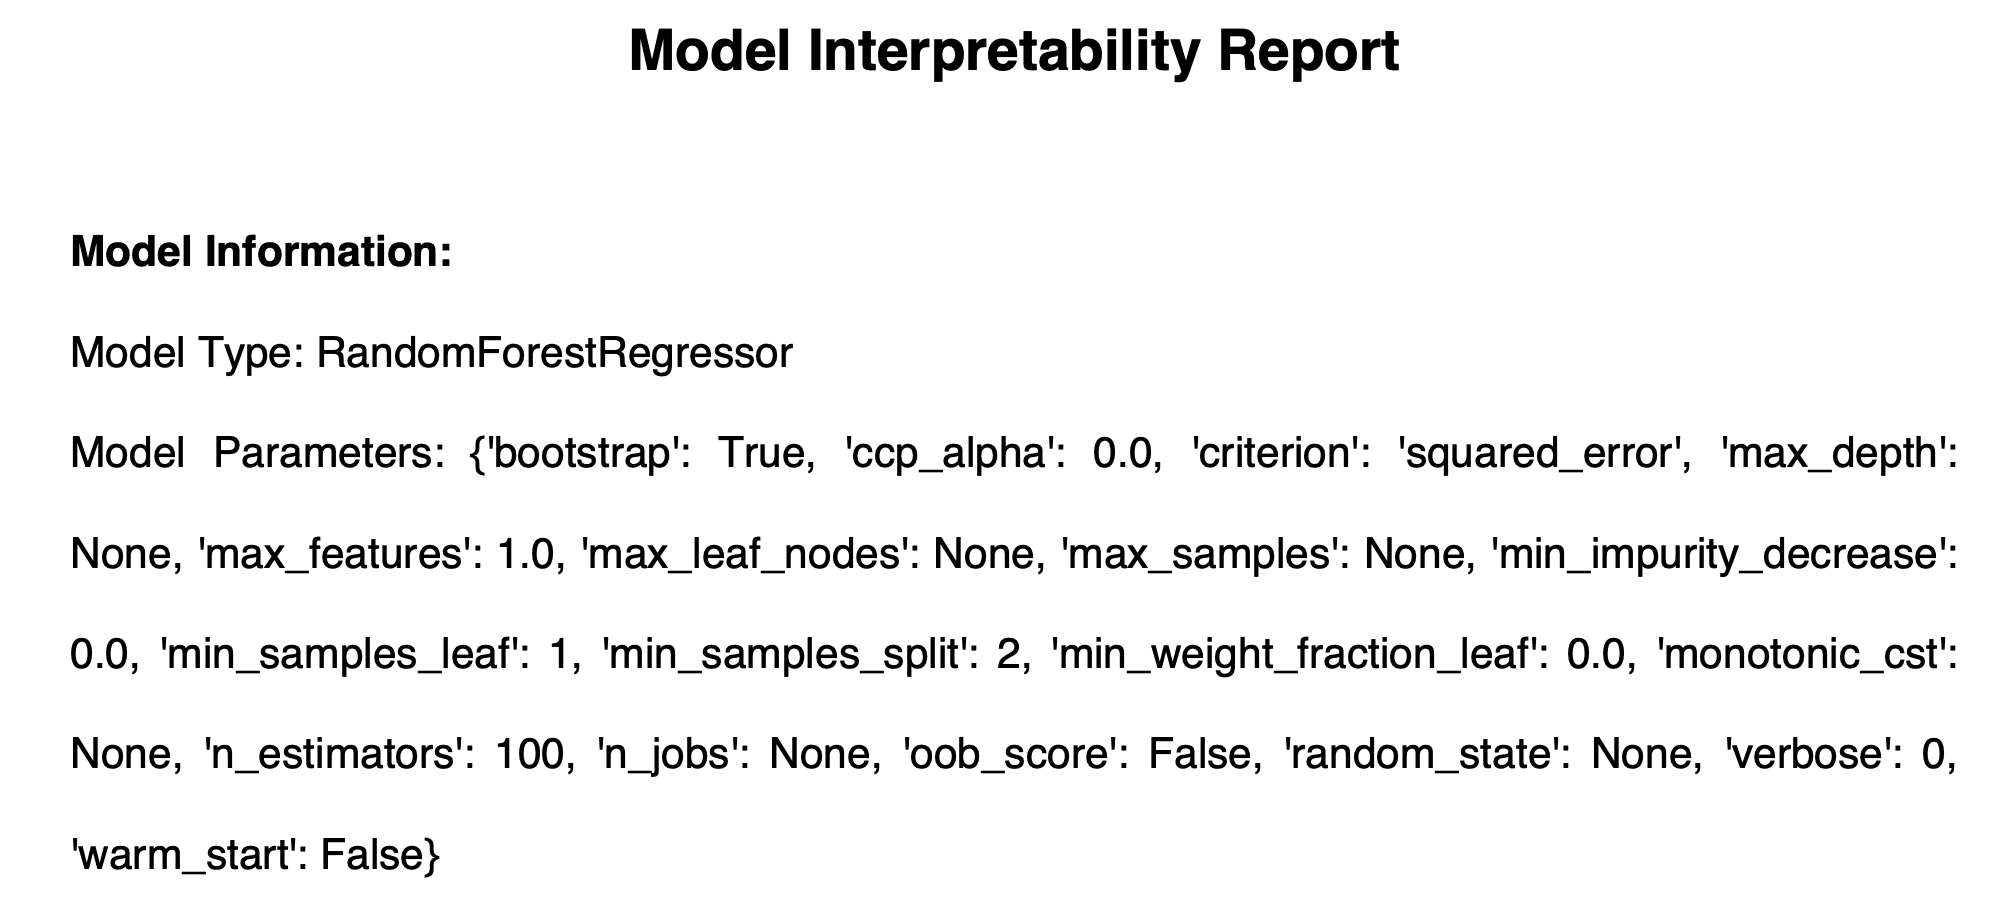 Model Interpretability Report
Model Information:
Model Type: RandomForestRegressor
Model Parameters: {'bootstrap': True, 'ccp_alpha': 0.0, 'criterion': 'squared_error', 'max_depth':
None, 'max_features': 1.0, 'max_leaf_nodes': None, 'max_samples': None, 'min_impurity_decrease':
0.0, 'min_samples_leaf': 1, 'min_samples_split': 2, 'min_weight_fraction_leaf': 0.0, 'monotonic_cst':
None, 'n_estimators': 100, 'n_jobs': None, 'oob_score': False, 'random_state': None, 'verbose': 0,
'warm_start': False}